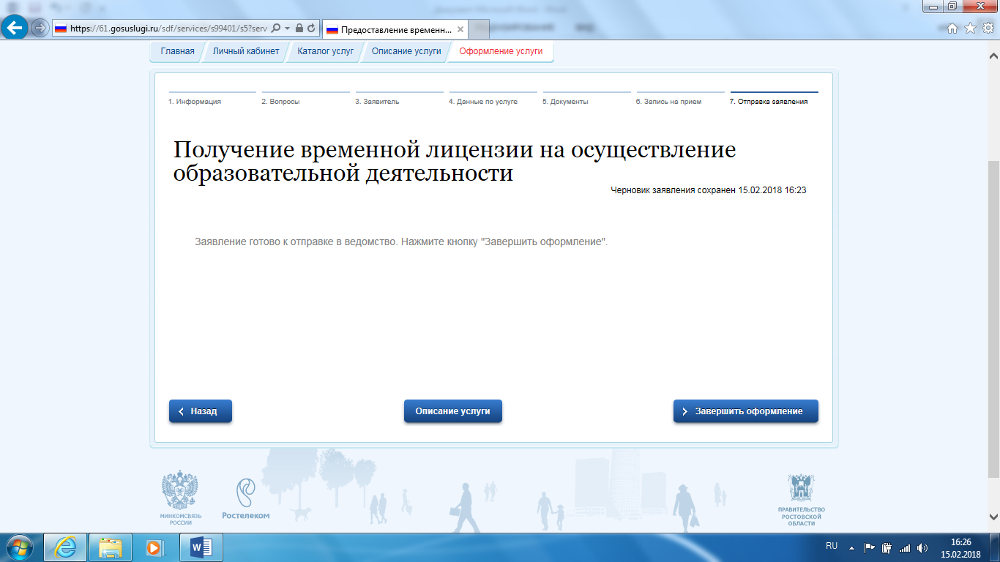 https://61.gosuslugi.ru/sdf/services/s99401/s5?serv
Предоставление временн...
Главная
Личный кабинет
Каталог услуг
Описание услуги
Оформление услуги
1. Информация
2. Вопросы
3. Заявитель
4. Данные по услуге
5. Документы
6. Запись на прием
7. Отправка заявления
Получение временной лицензии на осуществление
образовательной деятельности
Черновик заявления сохранен 15.02.2018 16:23
Заявление готово к отправке в ведомство. Нажмите кнопку "Завершить оформление".
Назад
Описание услуги
Завершить оформление
МИНКОМСВЯЗЬ
РОССИИ
Ростелеком
ПРАВИТЕЛЬСТВО
РОСТОВСКОЙ
ОБЛАСТИ
RU
16:26
15.02.2018